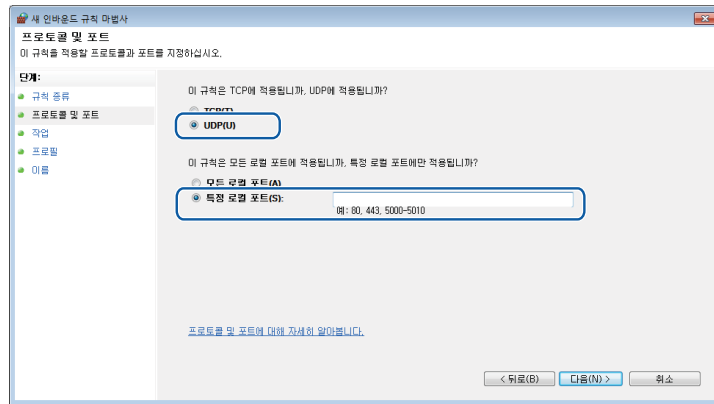 새 인바운드 규칙 마법사
프로토콜 및 포트
이 규칙을 적용할 프로토콜과 포트를 지정하십시오.
단계:
규칙 종류
프로토콜 및 포트
작업
프로필
이름
이 규칙은 TCP에 적용됩니까, UDP에 적용됩니까?
TCP(T)
UDP(U)
이 규칙은 모든 로컬 포트에 적용됩니까, 특정 로컬 포트에만 적용됩니까?
모든 로컬 포트(A)
특정 로컬 포트(S):
예: 80, 443, 5000-5010
프로토콜 및 포트에 대해 자세히 알아봅니다.
< 뒤로(B) 다음(N) > 취소